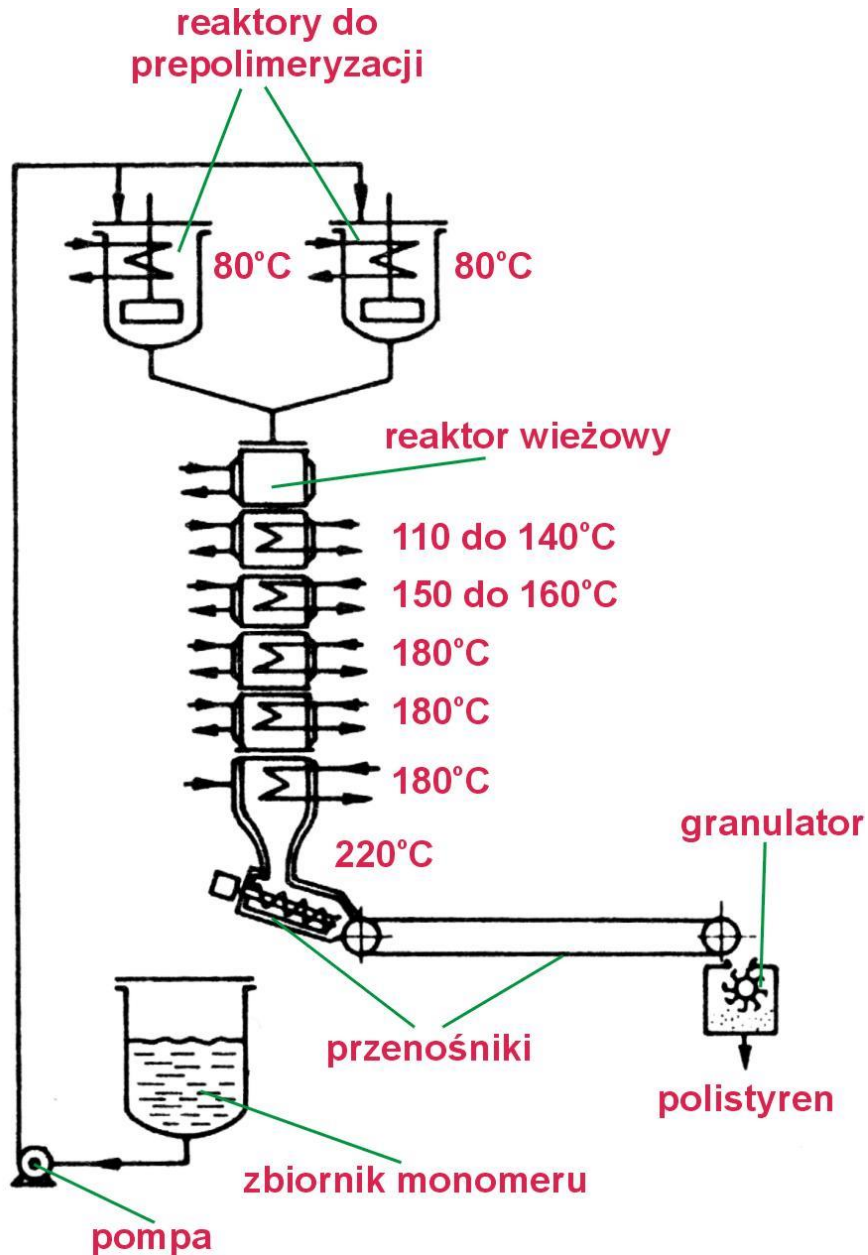 reaktory do
prepolimeryzacji
80°C
80°C
reaktor wieżowy
110 do 140°C
150 do 160°C
180°C
180°C
180°C
granulator
220°C
przenośniki
polistyren
zbiornik monomeru
pompa